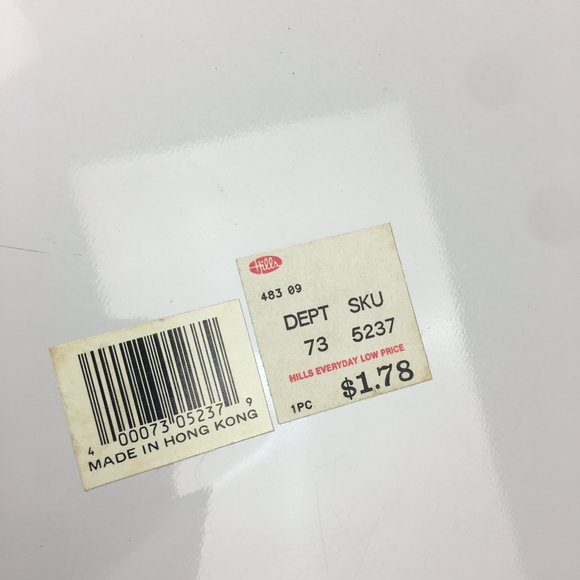 Hills
483 09
DEPT SKU
73 5237
HILLS EVERYDAY LOW PRICE
1PC $1.78
4 00073 05237 9
MADE IN HONG KONG